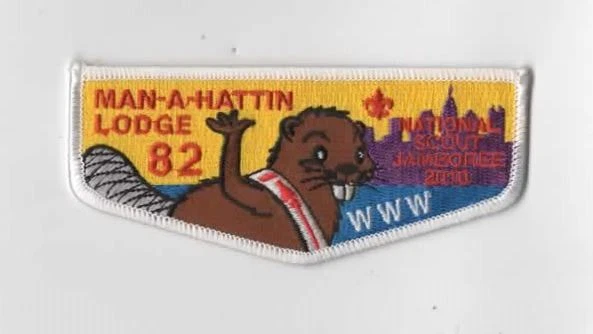 MAN-A-HATTIN
LODGE
82
NATIONAL
SCOUT
JAMBOREE
2010
WWW